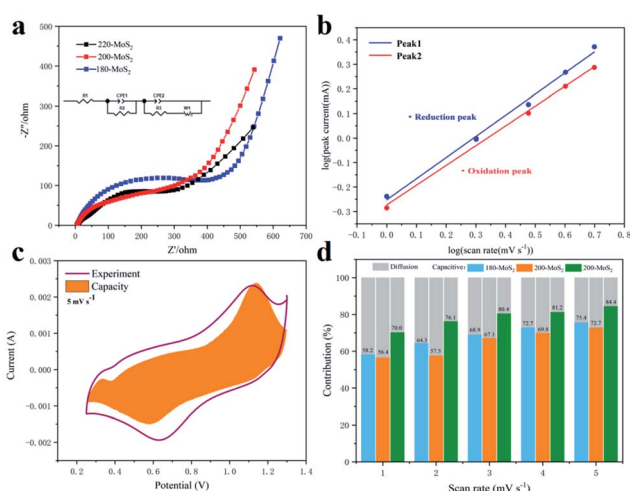 a
220-MoS2
200-MoS2
180-MoS2
R1
CPE1
R2
CPE2
R3
W1
-Z''/ohm
500
400
300
200
100
0
0 100 200 300 400 500 600 700
Z'/ohm
b
Peak1
Peak2
• Reduction peak
• Oxidation peak
log(peak current(mA))
0.4
0.3
0.2
0.1
0.0
−0.1
−0.2
−0.3
−0.1 0.0 0.1 0.2 0.3 0.4 0.5 0.6 0.7 0.8
log(scan rate(mV s⁻¹))
c
Experiment
Capacity
5 mV s⁻¹
Current (A)
0.003
0.002
0.001
0.000
-0.001
-0.002
0.2 0.4 0.6 0.8 1.0 1.2 1.4
Potential (V)
d
Diffusion Capacitive: 180-MoS2 200-MoS2 200-MoS2
Contribution (%)
100
80
60
40
20
0
58.2 56.4 70.0
64.3 57.5 76.1
68.9 67.1 80.4
72.7 69.8 81.2
75.4 72.7 84.4
1 2 3 4 5
Scan rate (mV s⁻¹)